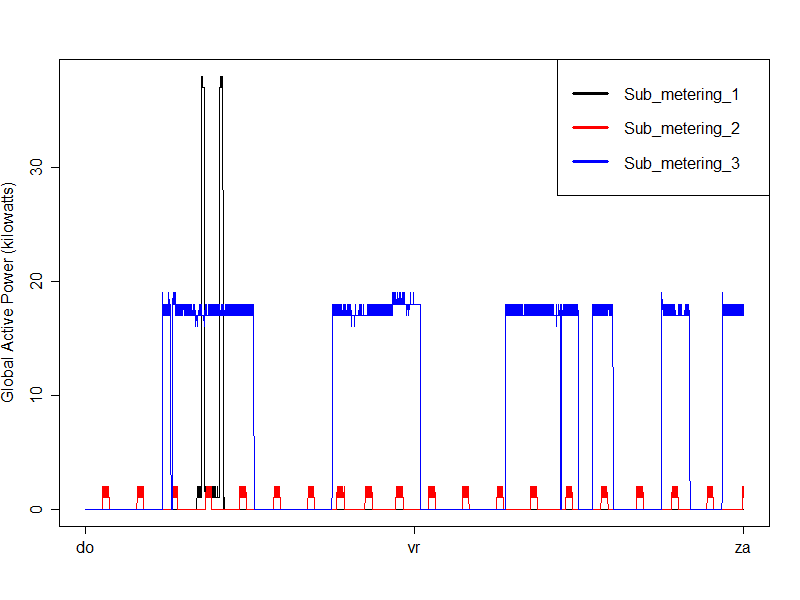 Sub_metering_1
Sub_metering_2
Sub_metering_3
Global Active Power (kilowatts)
30
20
10
0
do vr za